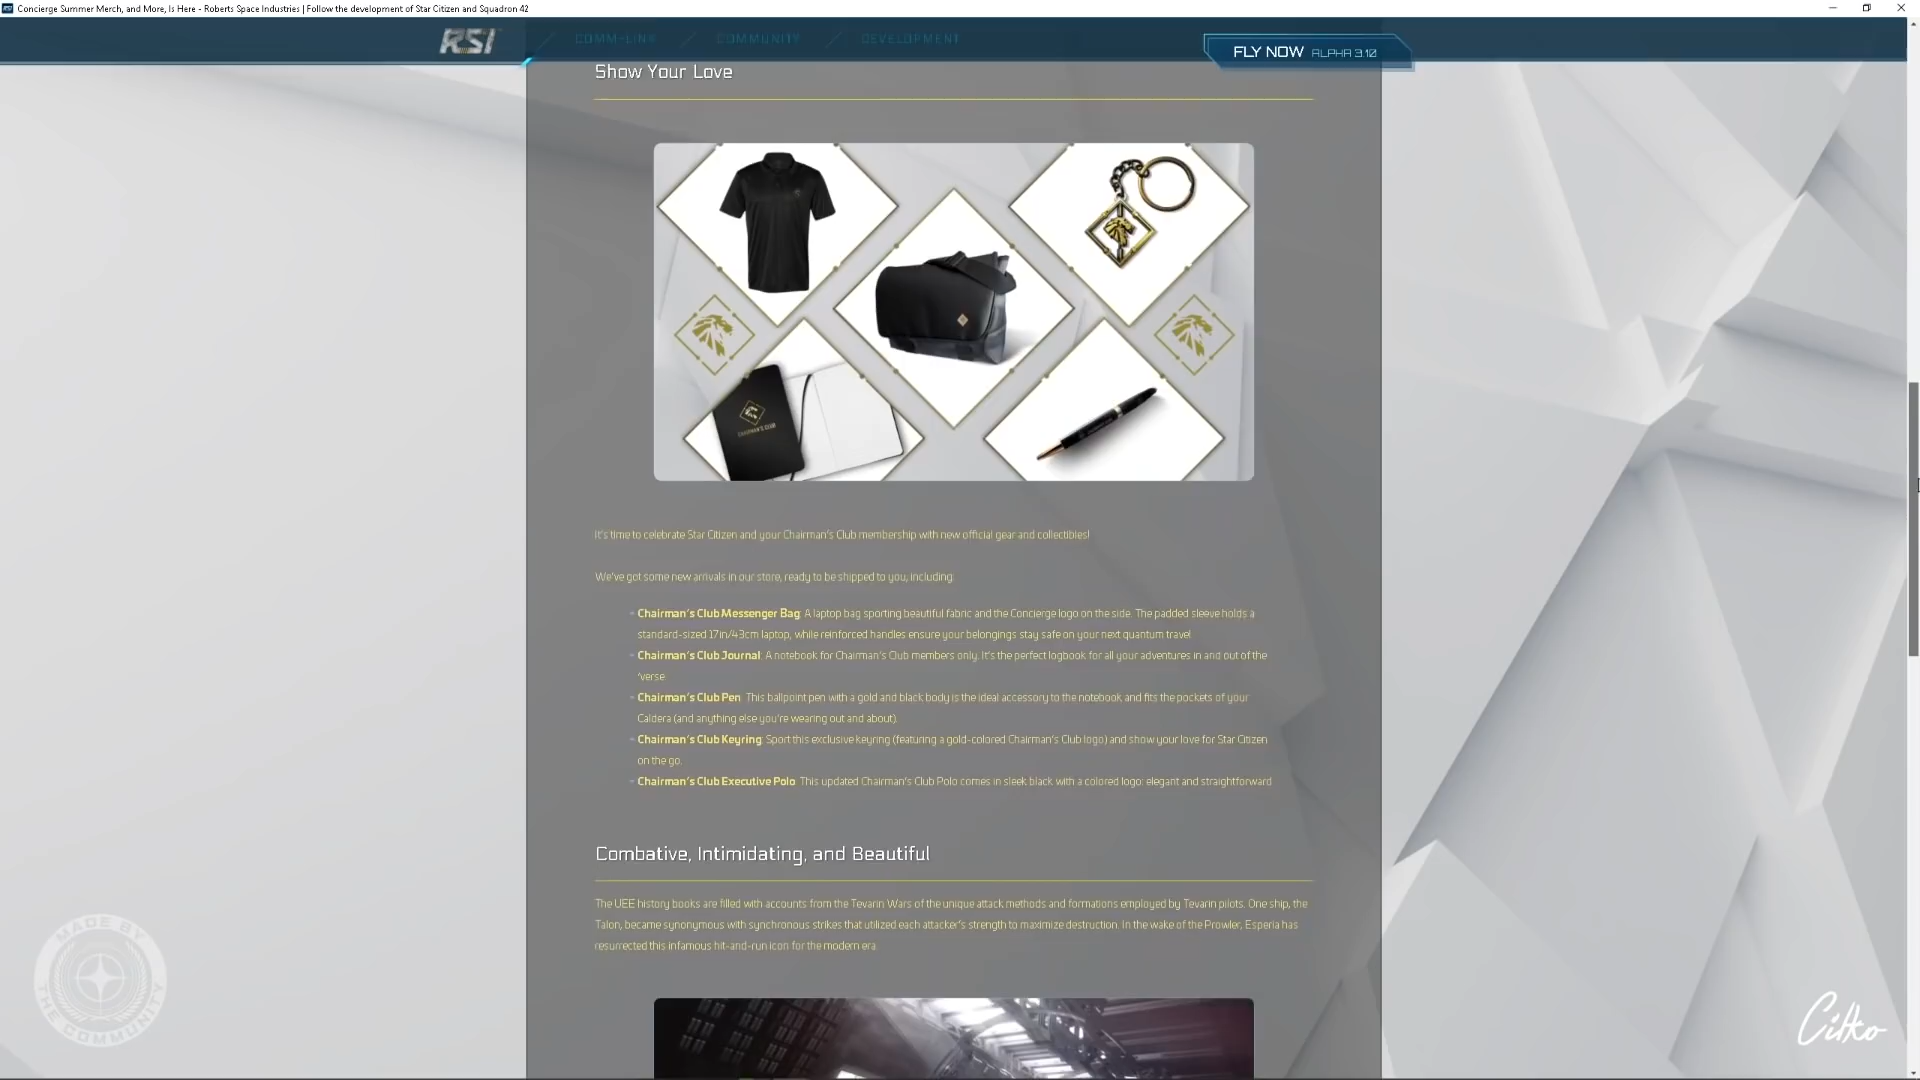 Concierge Summer Merch, and More, Is Here - Roberts Space Industries | Follow the development of Star Citizen and Squadron 42
RSI
COMM-LINK
COMMUNITY
DEVELOPMENT
FLY NOW ALPHA 3.10
Show Your Love
CHAIRMAN'S CLUB
It's time to celebrate Star Citizen and your Chairman's Club membership with new official gear and collectibles!
We've got some new arrivals in our store, ready to be shipped to you, including:
Chairman's Club Messenger Bag: A laptop bag sporting beautiful fabric and the Concierge logo on the side. The padded sleeve holds a
standard-sized 17in/43cm laptop, while reinforced handles ensure your belongings stay safe on your next quantum travel.
Chairman's Club Journal: A notebook for Chairman's Club members only. It's the perfect logbook for all your adventures in and out of the
'verse.
Chairman's Club Pen: This ballpoint pen with a gold and black body is the ideal accessory to the notebook and fits the pockets of your
Caldera (and anything else you're wearing out and about).
Chairman's Club Keyring: Sport this exclusive keyring (featuring a gold-colored Chairman's Club logo) and show your love for Star Citizen
on the go.
Chairman's Club Executive Polo: This updated Chairman's Club Polo comes in sleek black with a colored logo: elegant and straightforward.
Combative, Intimidating, and Beautiful
The UEE history books are filled with accounts from the Tevarin Wars of the unique attack methods and formations employed by Tevarin pilots. One ship, the
Talon, became synonymous with synchronous strikes that utilized each attacker's strength to maximize destruction. In the wake of the Prowler, Esperia has
resurrected this infamous hit-and-run icon for the modern era.
MADE BY
THE COMMUNITY
Citko